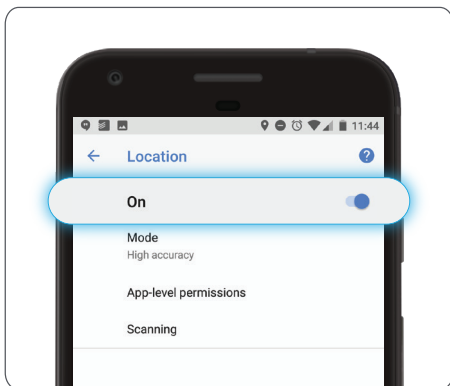 11:44
Location
On
Mode
High accuracy
App-level permissions
Scanning